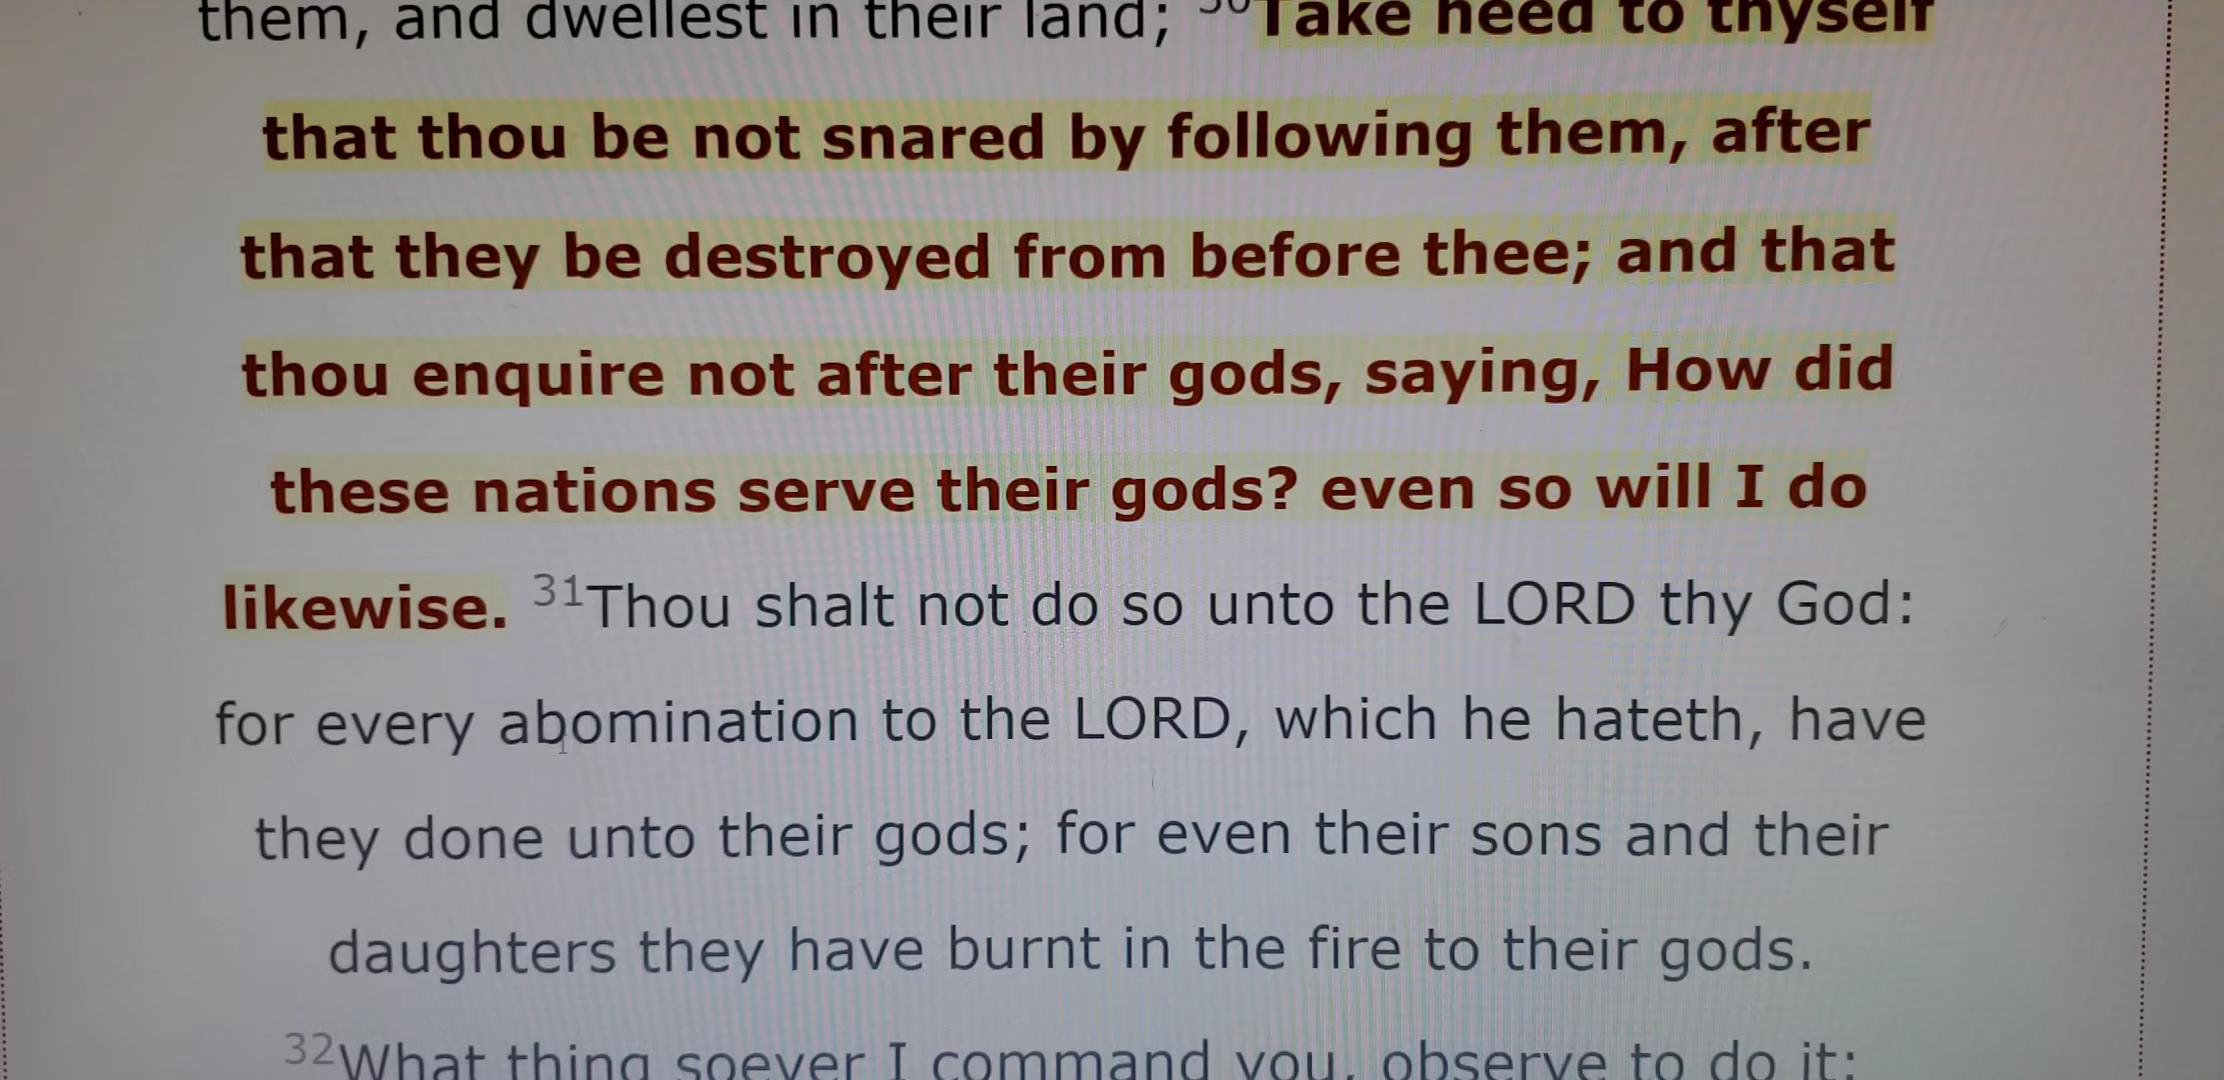 them, and dwellest in their land; 30Take heed to thyself
that thou be not snared by following them, after
that they be destroyed from before thee; and that
thou enquire not after their gods, saying, How did
these nations serve their gods? even so will I do
likewise. 31Thou shalt not do so unto the LORD thy God:
for every abomination to the LORD, which he hateth, have
they done unto their gods; for even their sons and their
daughters they have burnt in the fire to their gods.
32What thing soever I command you, observe to do it: